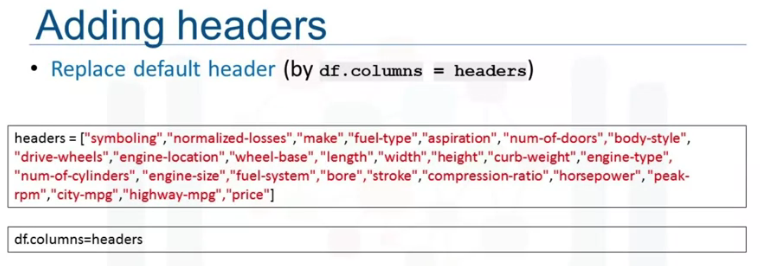 Adding headers
• Replace default header (by df.columns = headers)
headers = ["symboling","normalized-losses","make","fuel-type","aspiration", "num-of-doors","body-style",
"drive-wheels","engine-location","wheel-base", "length","width","height","curb-weight","engine-type",
"num-of-cylinders", "engine-size","fuel-system","bore","stroke","compression-ratio","horsepower", "peak-
rpm","city-mpg","highway-mpg","price"]
df.columns=headers